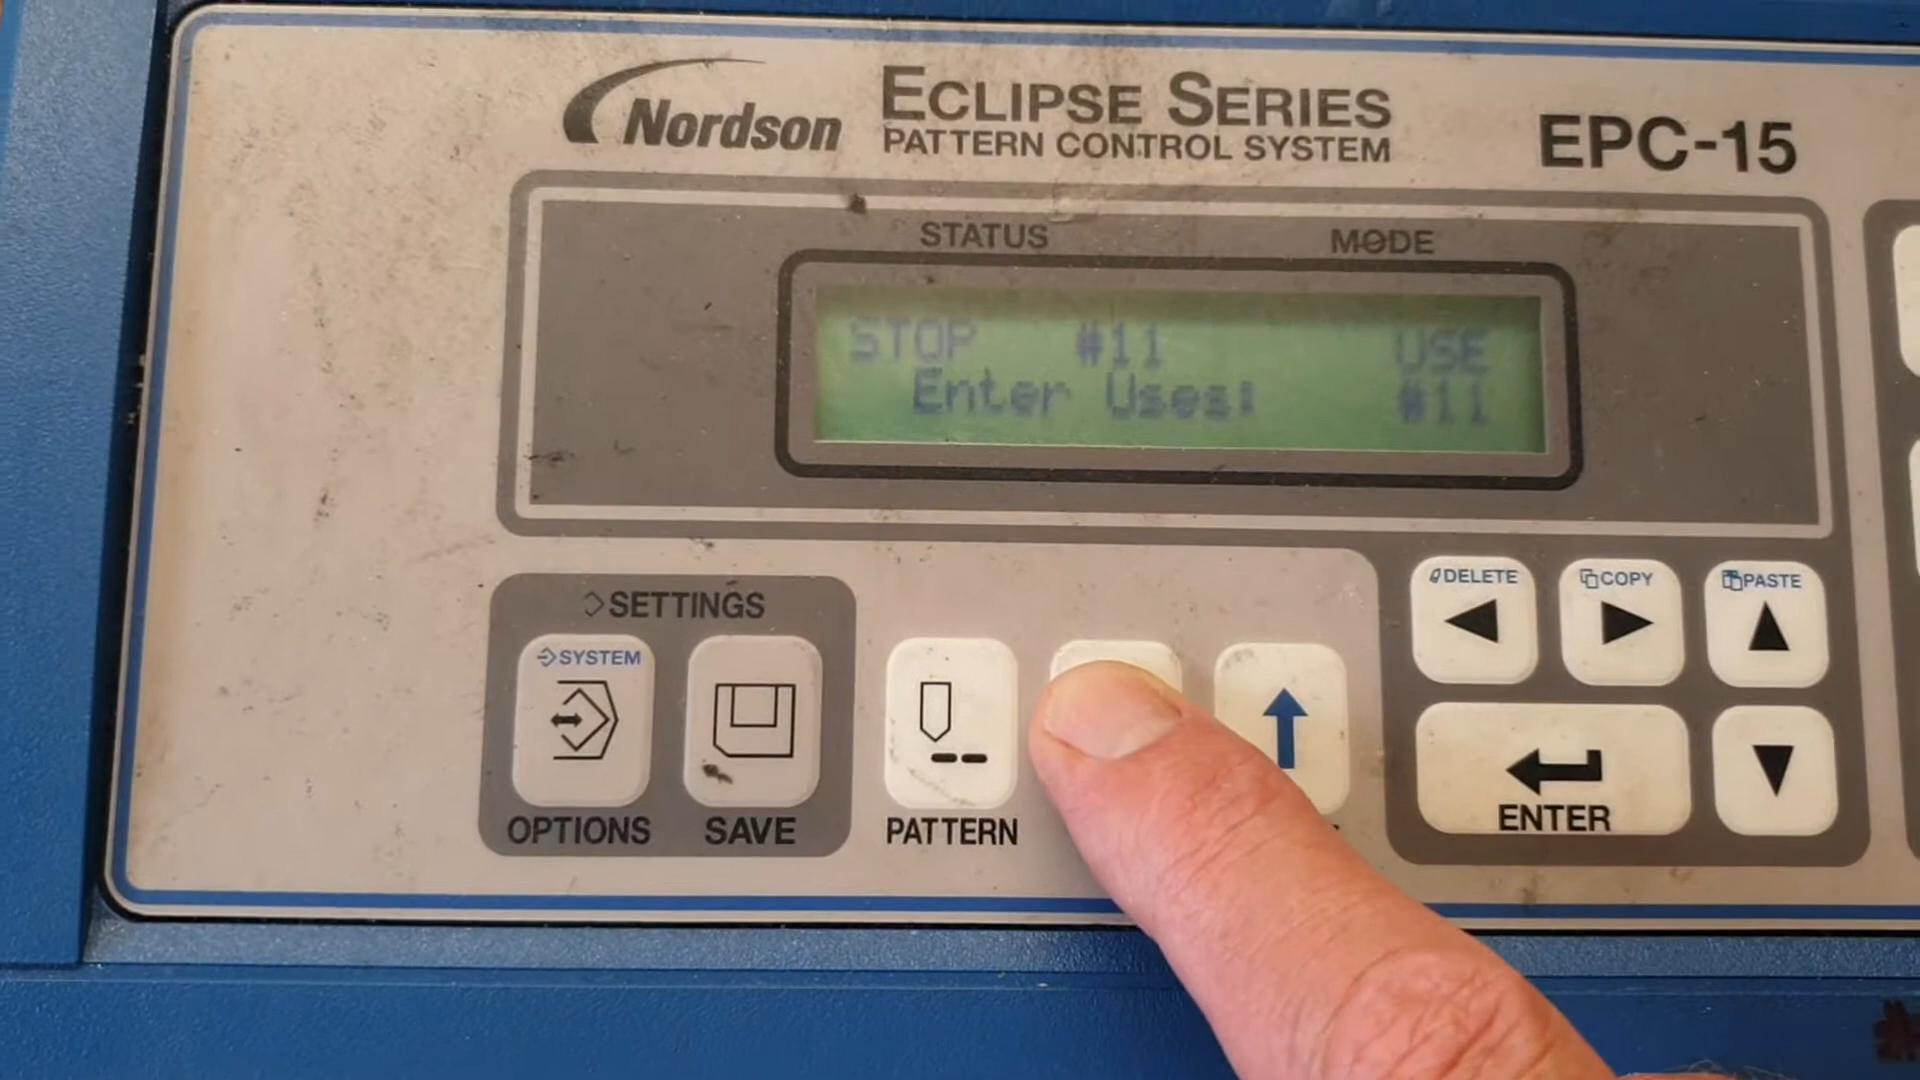 Nordson
ECLIPSE SERIES
PATTERN CONTROL SYSTEM
EPC-15
STATUS
MODE
STOP #11 USE
Enter Uses: #11
SETTINGS
SYSTEM
OPTIONS
SAVE
PATTERN
DELETE
COPY
PASTE
ENTER